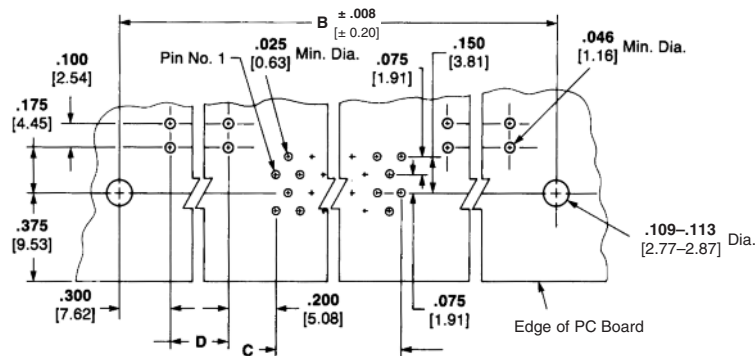 B ± .008
[± 0.20]
.100
[2.54]
Pin No. 1
.025
[0.63] Min. Dia.
.075
[1.91]
.150
[3.81]
.046
[1.16] Min. Dia.
.175
[4.45]
.375
[9.53]
.109–.113
[2.77–2.87] Dia.
.300
[7.62]
.200
[5.08]
.075
[1.91]
D
C
Edge of PC Board